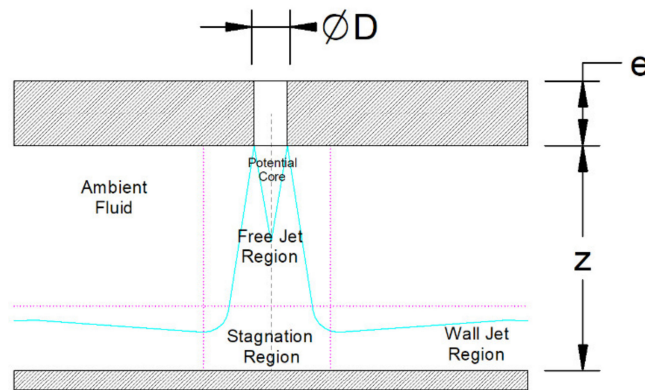 ØD
e
Potential
Core
Ambient
Fluid
Free Jet
Region
z
Stagnation
Region
Wall Jet
Region